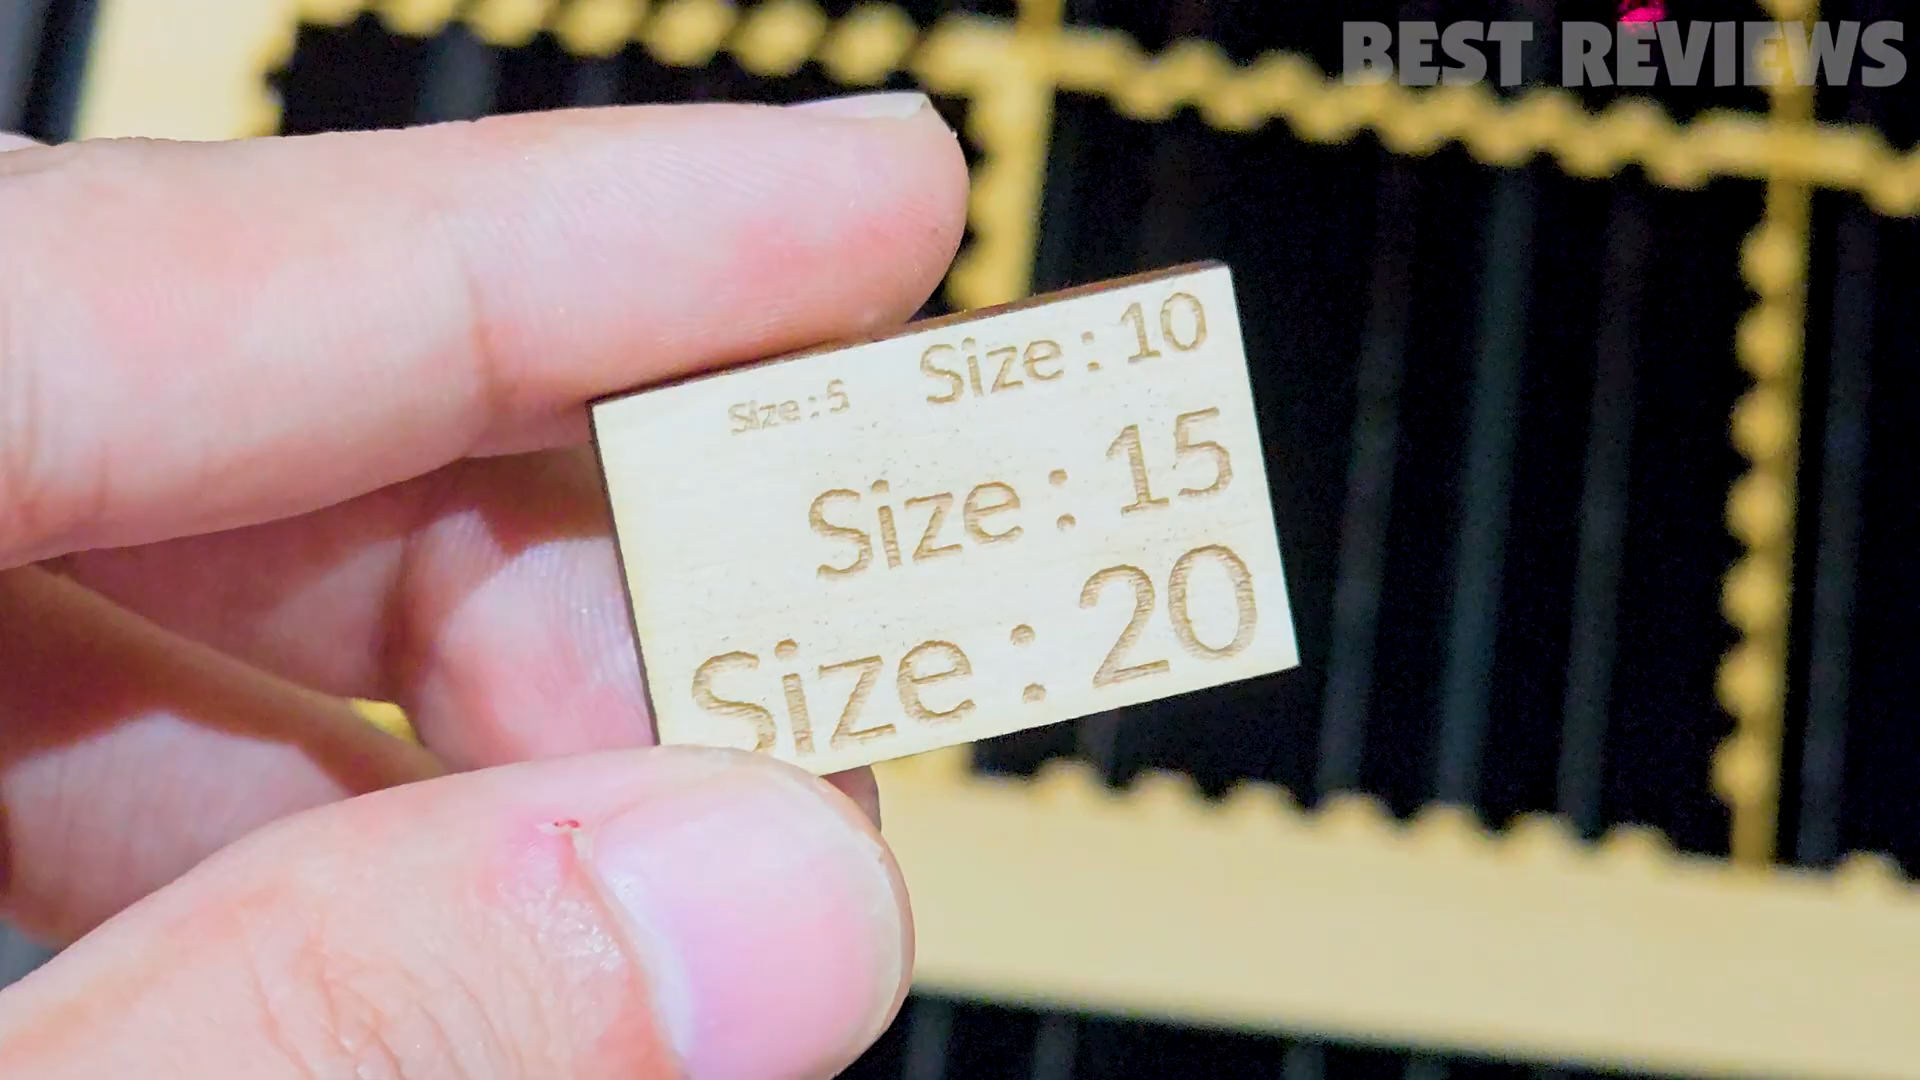 BEST REVIEWS
Size : 5 Size : 10
Size : 15
Size : 20